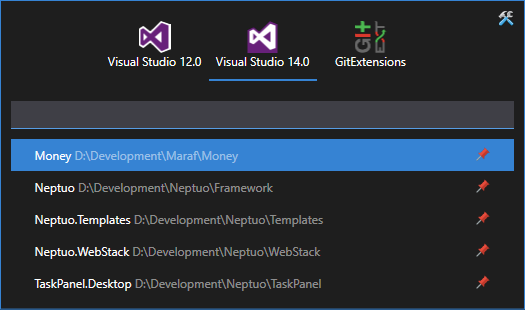 Visual Studio 12.0 Visual Studio 14.0 GitExtensions
Money D:\Development\Maraf\Money
Neptuo D:\Development\Neptuo\Framework
Neptuo.Templates D:\Development\Neptuo\Templates
Neptuo.WebStack D:\Development\Neptuo\WebStack
TaskPanel.Desktop D:\Development\Neptuo\TaskPanel